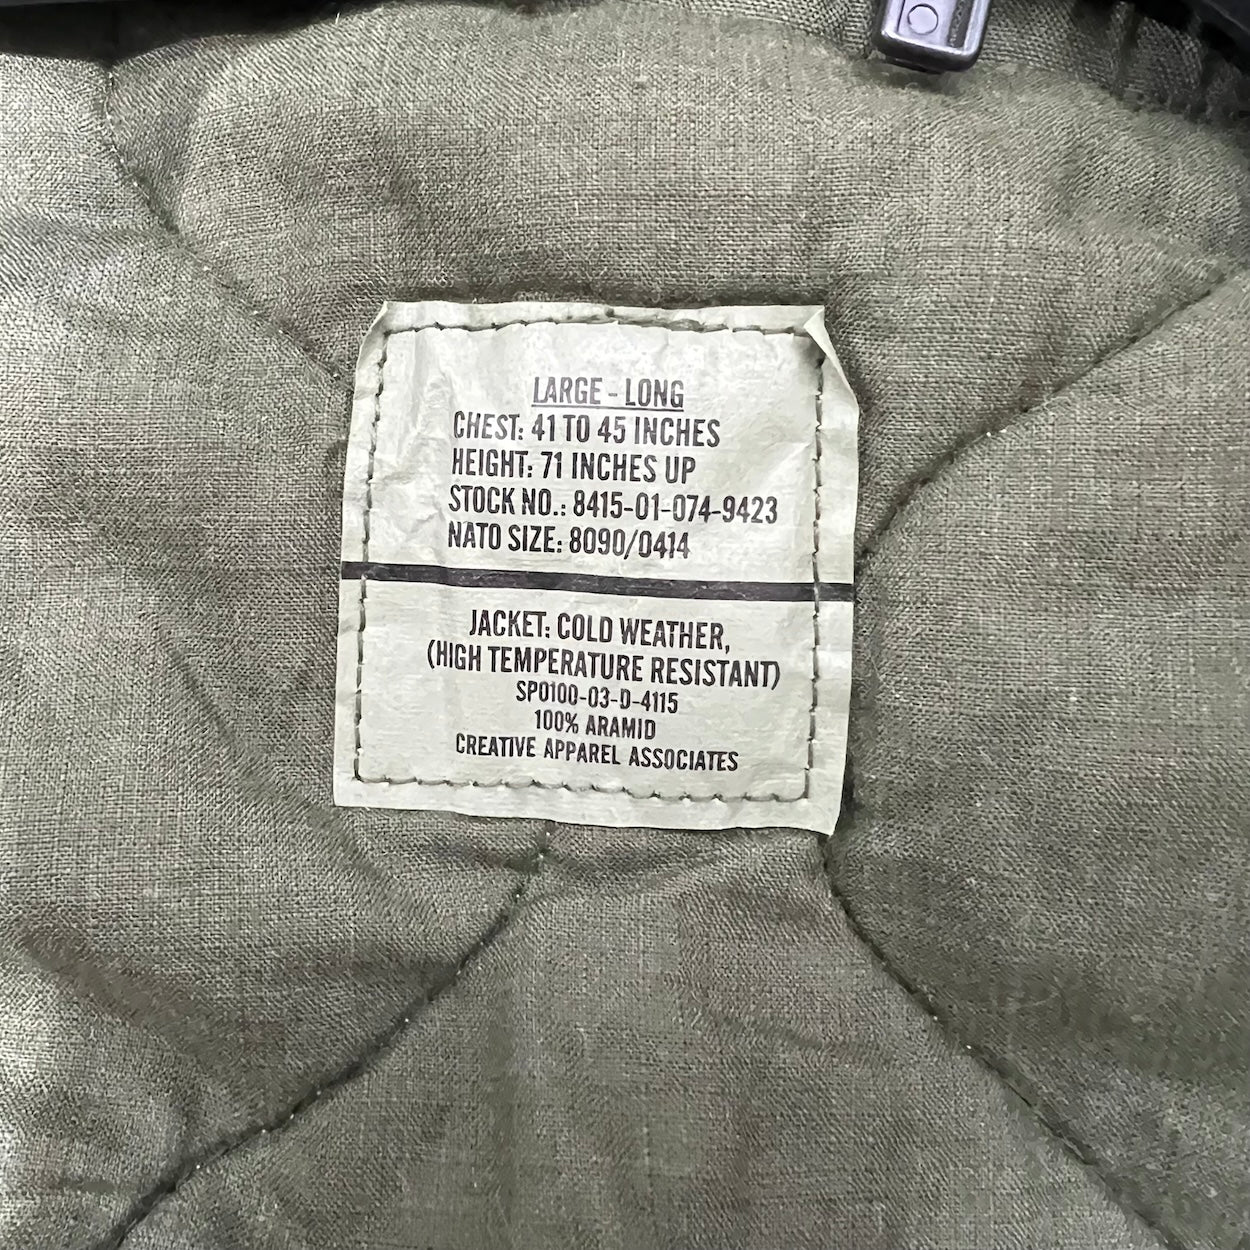 LARGE - LONG
CHEST: 41 TO 45 INCHES
HEIGHT: 71 INCHES UP
STOCK NO.: 8415-01-074-9423
NATO SIZE: 8090/0414
JACKET: COLD WEATHER,
(HIGH TEMPERATURE RESISTANT)
SP0100-03-D-4115
100% ARAMID
CREATIVE APPAREL ASSOCIATES